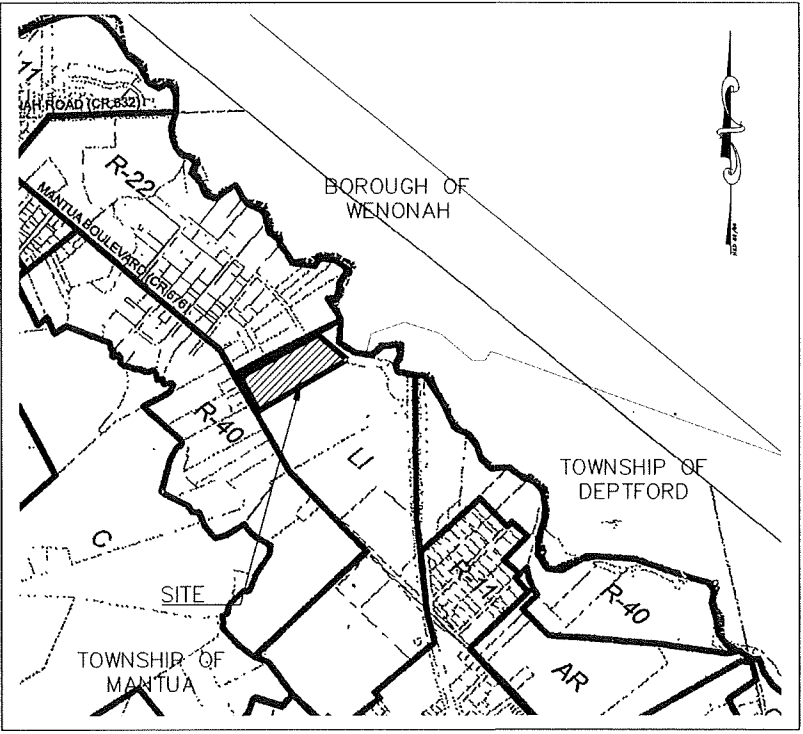 AH ROAD (CR 632)
R-22
BOROUGH OF
WENONAH
MANTUA BOULEVARD (CR 676)
R-40
LI
TOWNSHIP OF
DEPTFORD
C
R-11
R-40
SITE
TOWNSHIP OF
MANTUA
AR